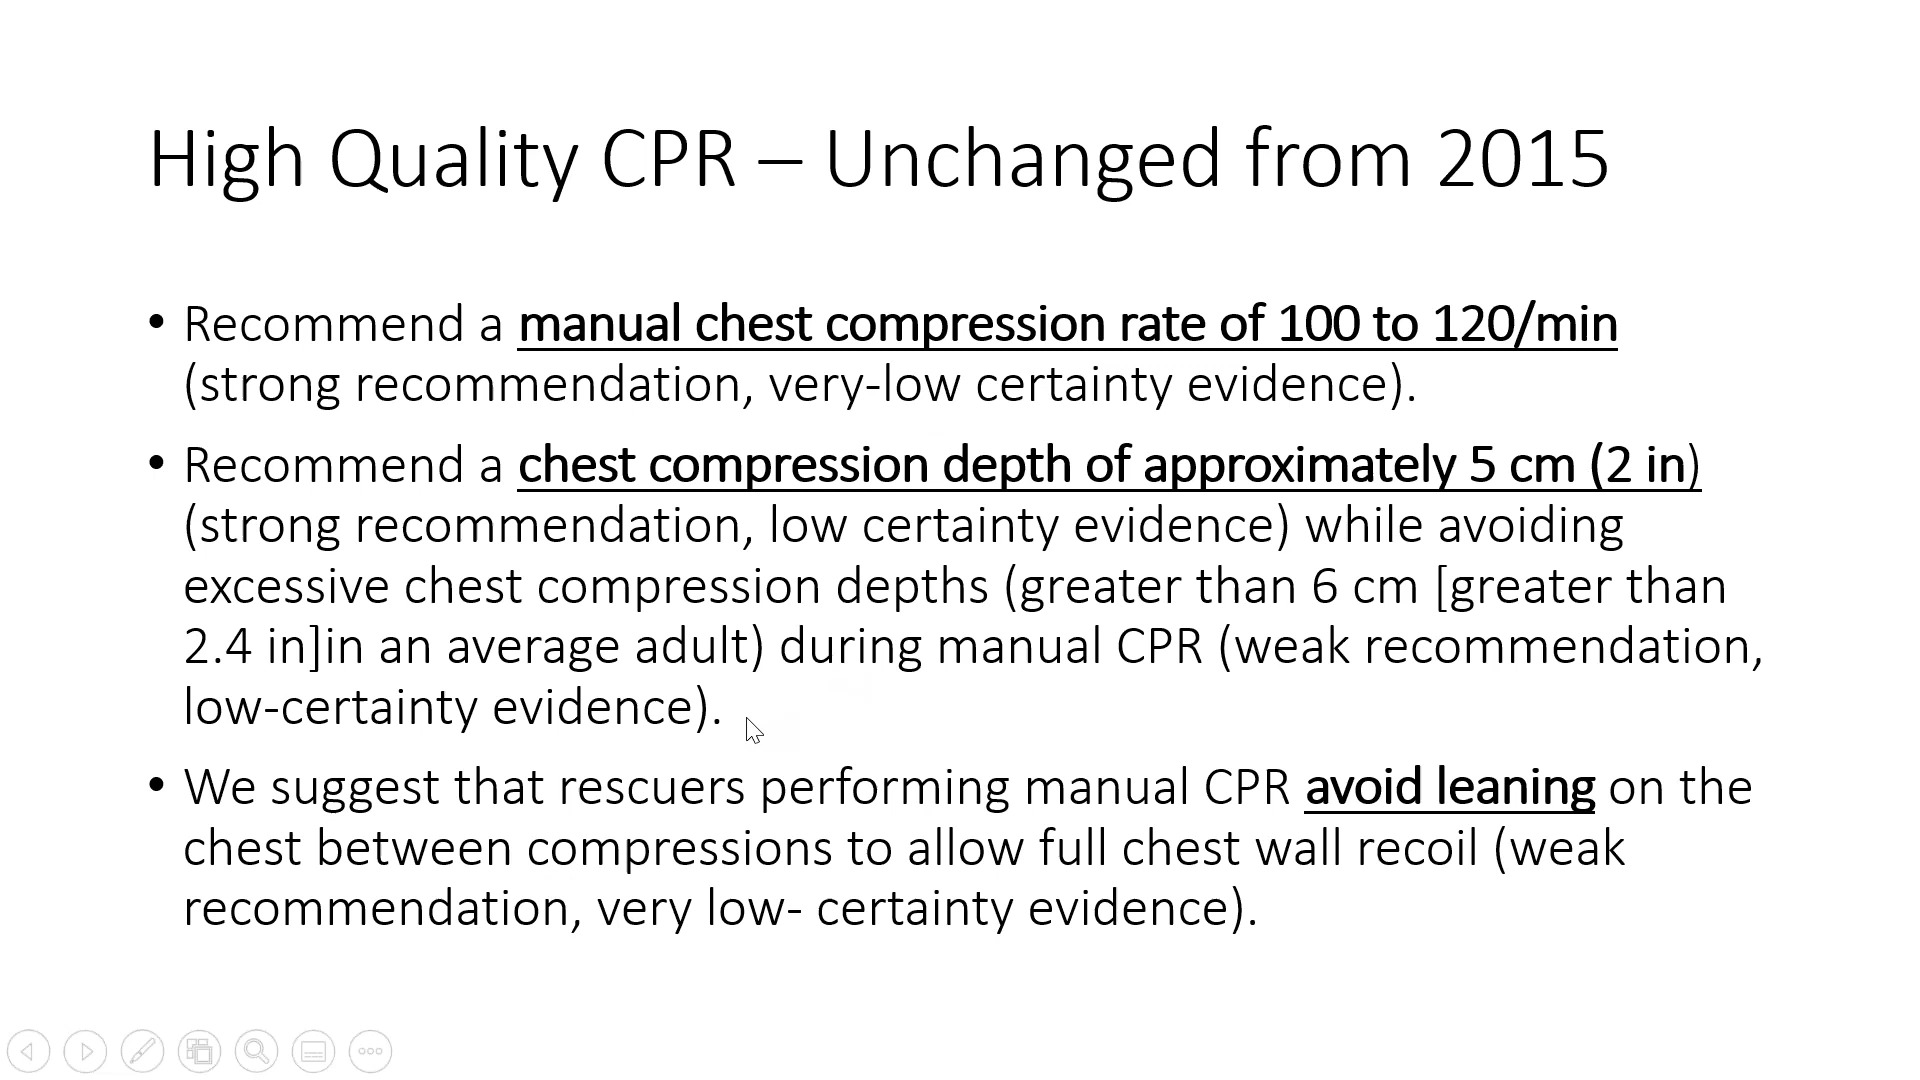 High Quality CPR – Unchanged from 2015
• Recommend a manual chest compression rate of 100 to 120/min
(strong recommendation, very-low certainty evidence).
• Recommend a chest compression depth of approximately 5 cm (2 in)
(strong recommendation, low certainty evidence) while avoiding
excessive chest compression depths (greater than 6 cm [greater than
2.4 in]in an average adult) during manual CPR (weak recommendation,
low-certainty evidence).
• We suggest that rescuers performing manual CPR avoid leaning on the
chest between compressions to allow full chest wall recoil (weak
recommendation, very low- certainty evidence).